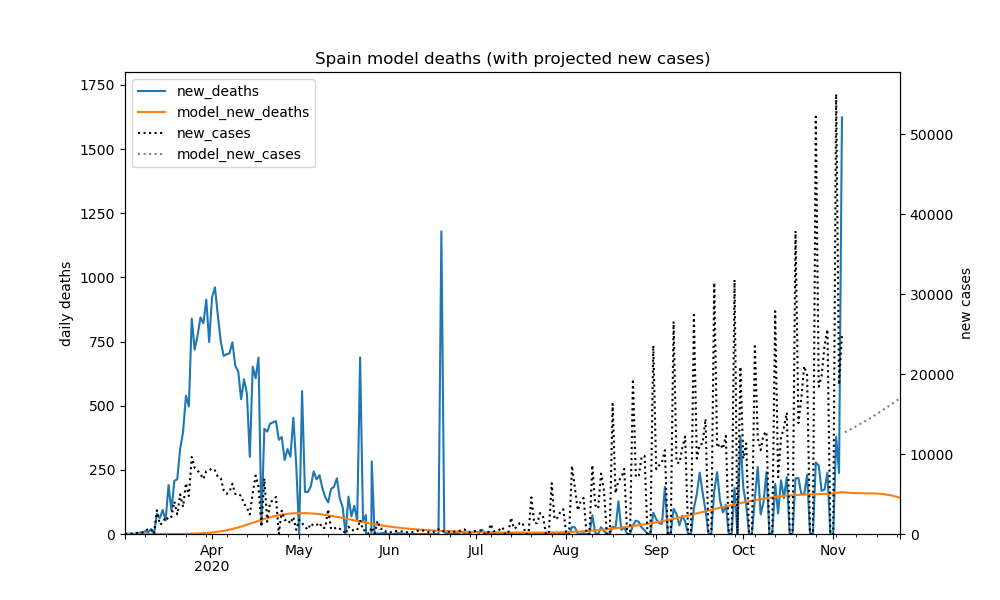 Spain model deaths (with projected new cases)
new_deaths
model_new_deaths
new_cases
model_new_cases
daily deaths
1750
1500
1250
1000
750
500
250
0
new cases
50000
40000
30000
20000
10000
0
Apr
2020
May
Jun
Jul
Aug
Sep
Oct
Nov